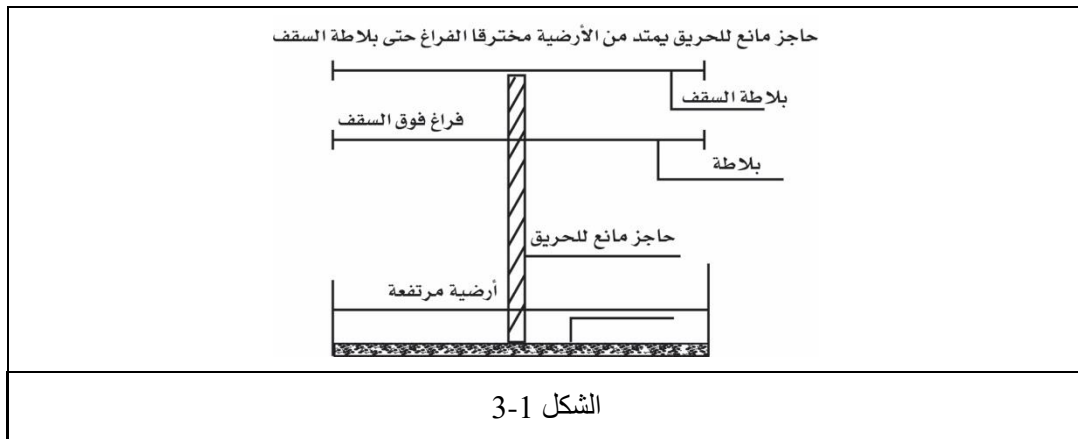 حاجز مانع للحريق يمتد من الأرضية مخترقا الفراغ حتى بلاطة السقف
بلاطة السقف
فراغ فوق السقف
بلاطة
حاجز مانع للحريق
أرضية مرتفعة
الشكل 1-3